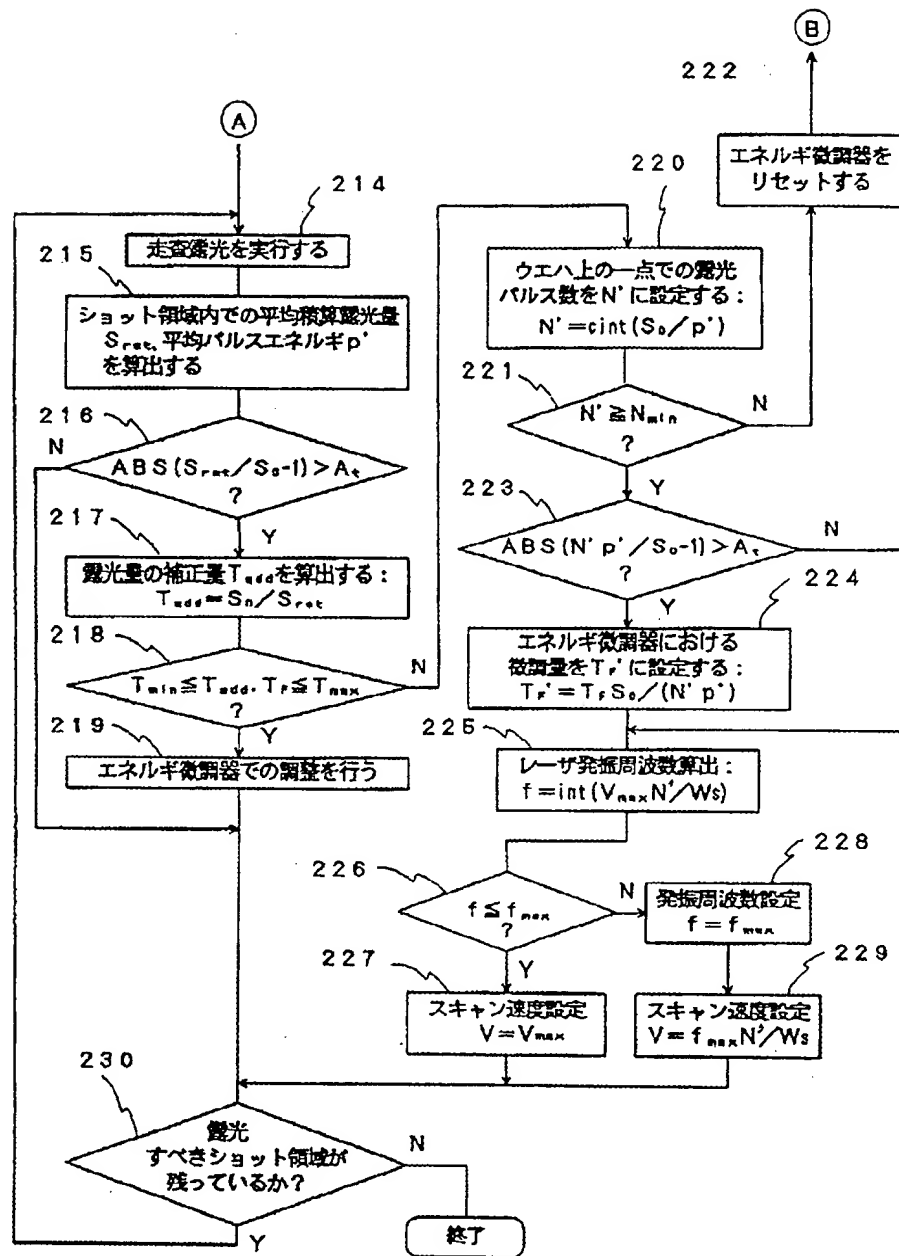 A
214
走査露光を実行する
215
ショット領域内での平均積算露光量
S_ret、平均パルスエネルギp'
を算出する
216
N
ABS(S_ret/S_0-1)>A_t
?
Y
217
露光量の補正量T_addを算出する:
T_add=S_0/S_ret
218
T_min≦T_add・T_F≦T_max
?
N
Y
219
エネルギ微調器での調整を行う
230
露光
すべきショット領域が
残っているか?
N
Y
終了
B
222
エネルギ微調器を
リセットする
220
ウエハ上の一点での露光
パルス数をN'に設定する:
N'=cint(S_0/p')
221
N'≧N_min
?
N
Y
223
ABS(N'p'/S_0-1)>A_t
?
N
Y
224
エネルギ微調器における
微調量をT_F'に設定する:
T_F'=T_F S_0/(N'p')
225
レーザ発振周波数算出:
f=int(V_max N'/Ws)
226
f≦f_max
?
N
Y
227
スキャン速度設定
V=V_max
228
発振周波数設定
f=f_max
229
スキャン速度設定
V=f_max N'/Ws